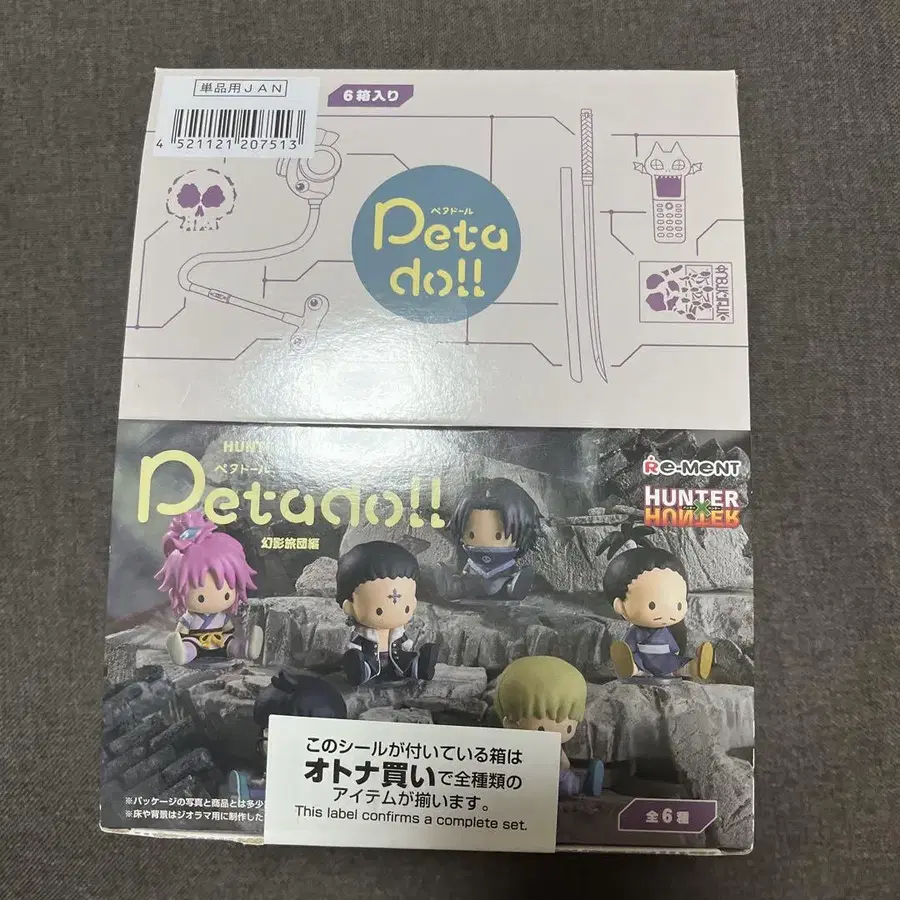 単品用JAN
6箱入り
4 521121 207513
ペタドール
Peta
do!!
HUNT
ペタドール
Petado!!
幻影旅団編
Re-MeNT
HUNTER
HUNTER
このシールが付いている箱は
オトナ買いで全種類の
アイテムが揃います。
This label confirms a complete set.
※パッケージの写真と商品とは多少
※床や背景はジオラマ用に制作した
全6種